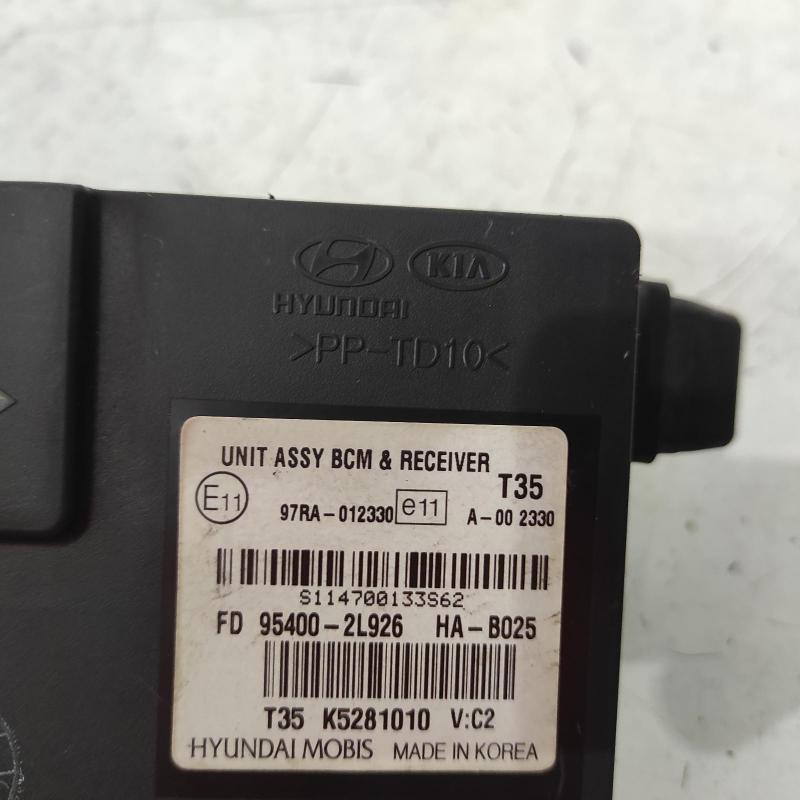 KIA
HYUNDAI
>PP-TD10<
UNIT ASSY BCM & RECEIVER
T35
E11 97RA-012330 e11 A-00 2330
S114700133S62
FD 95400-2L926 HA-B025
T35 K5281010 V:C2
HYUNDAI MOBIS MADE IN KOREA